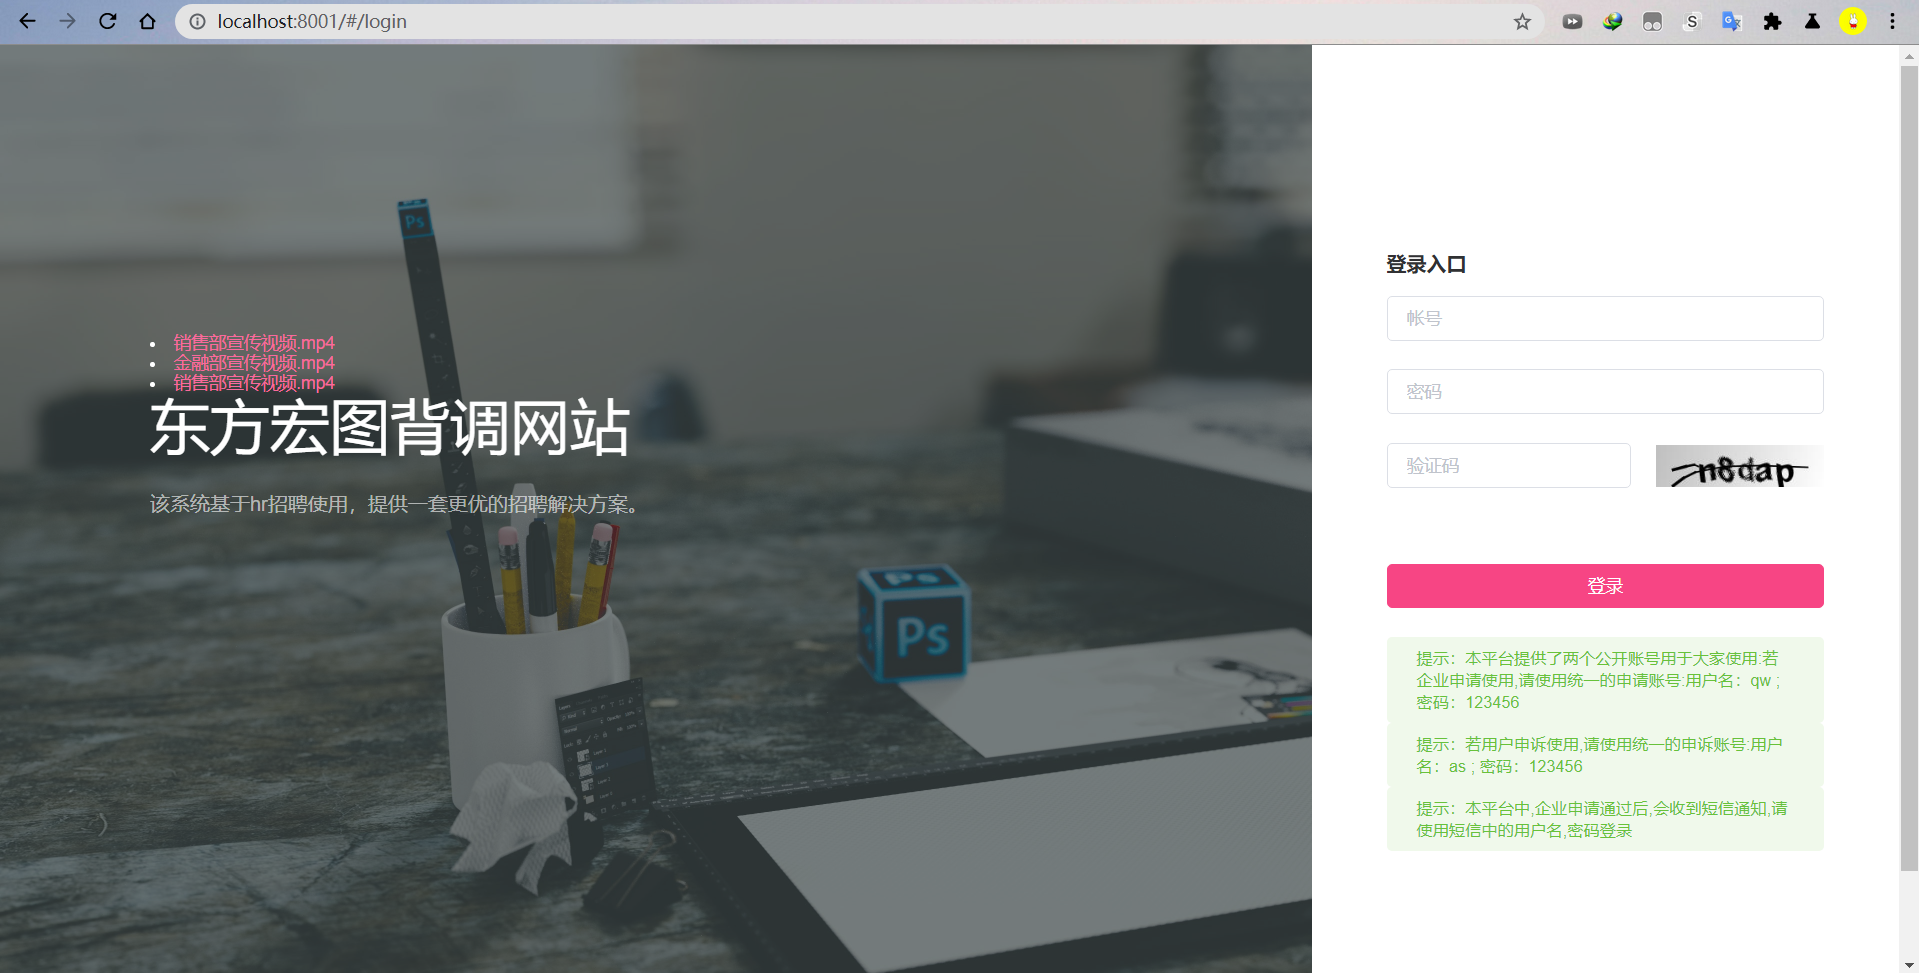 localhost:8001/#/login
销售部宣传视频.mp4
金融部宣传视频.mp4
销售部宣传视频.mp4
东方宏图背调网站
该系统基于hr招聘使用，提供一套更优的招聘解决方案。
Ps
Ps
Ps
登录入口
帐号
密码
验证码
n8dap
登录
提示：本平台提供了两个公开账号用于大家使用:若
企业申请使用,请使用统一的申请账号:用户名：qw ;
密码：123456
提示：若用户申诉使用,请使用统一的申诉账号:用户
名：as ; 密码：123456
提示：本平台中,企业申请通过后,会收到短信通知,请
使用短信中的用户名,密码登录